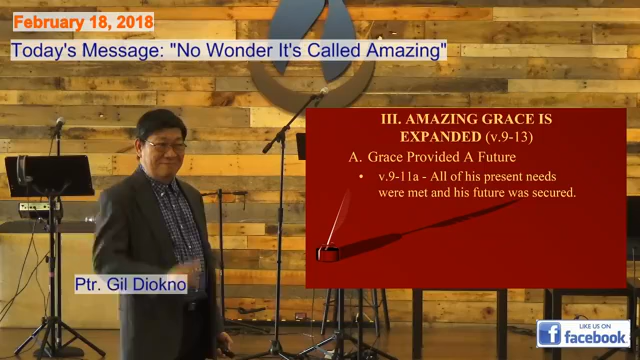 February 18, 2018
Today's Message: "No Wonder It's Called Amazing"
III. AMAZING GRACE IS
EXPANDED (v.9-13)
A. Grace Provided A Future
• v.9-11a - All of his present needs
were met and his future was secured.
Ptr. Gil Diokno
LIKE US ON
facebook